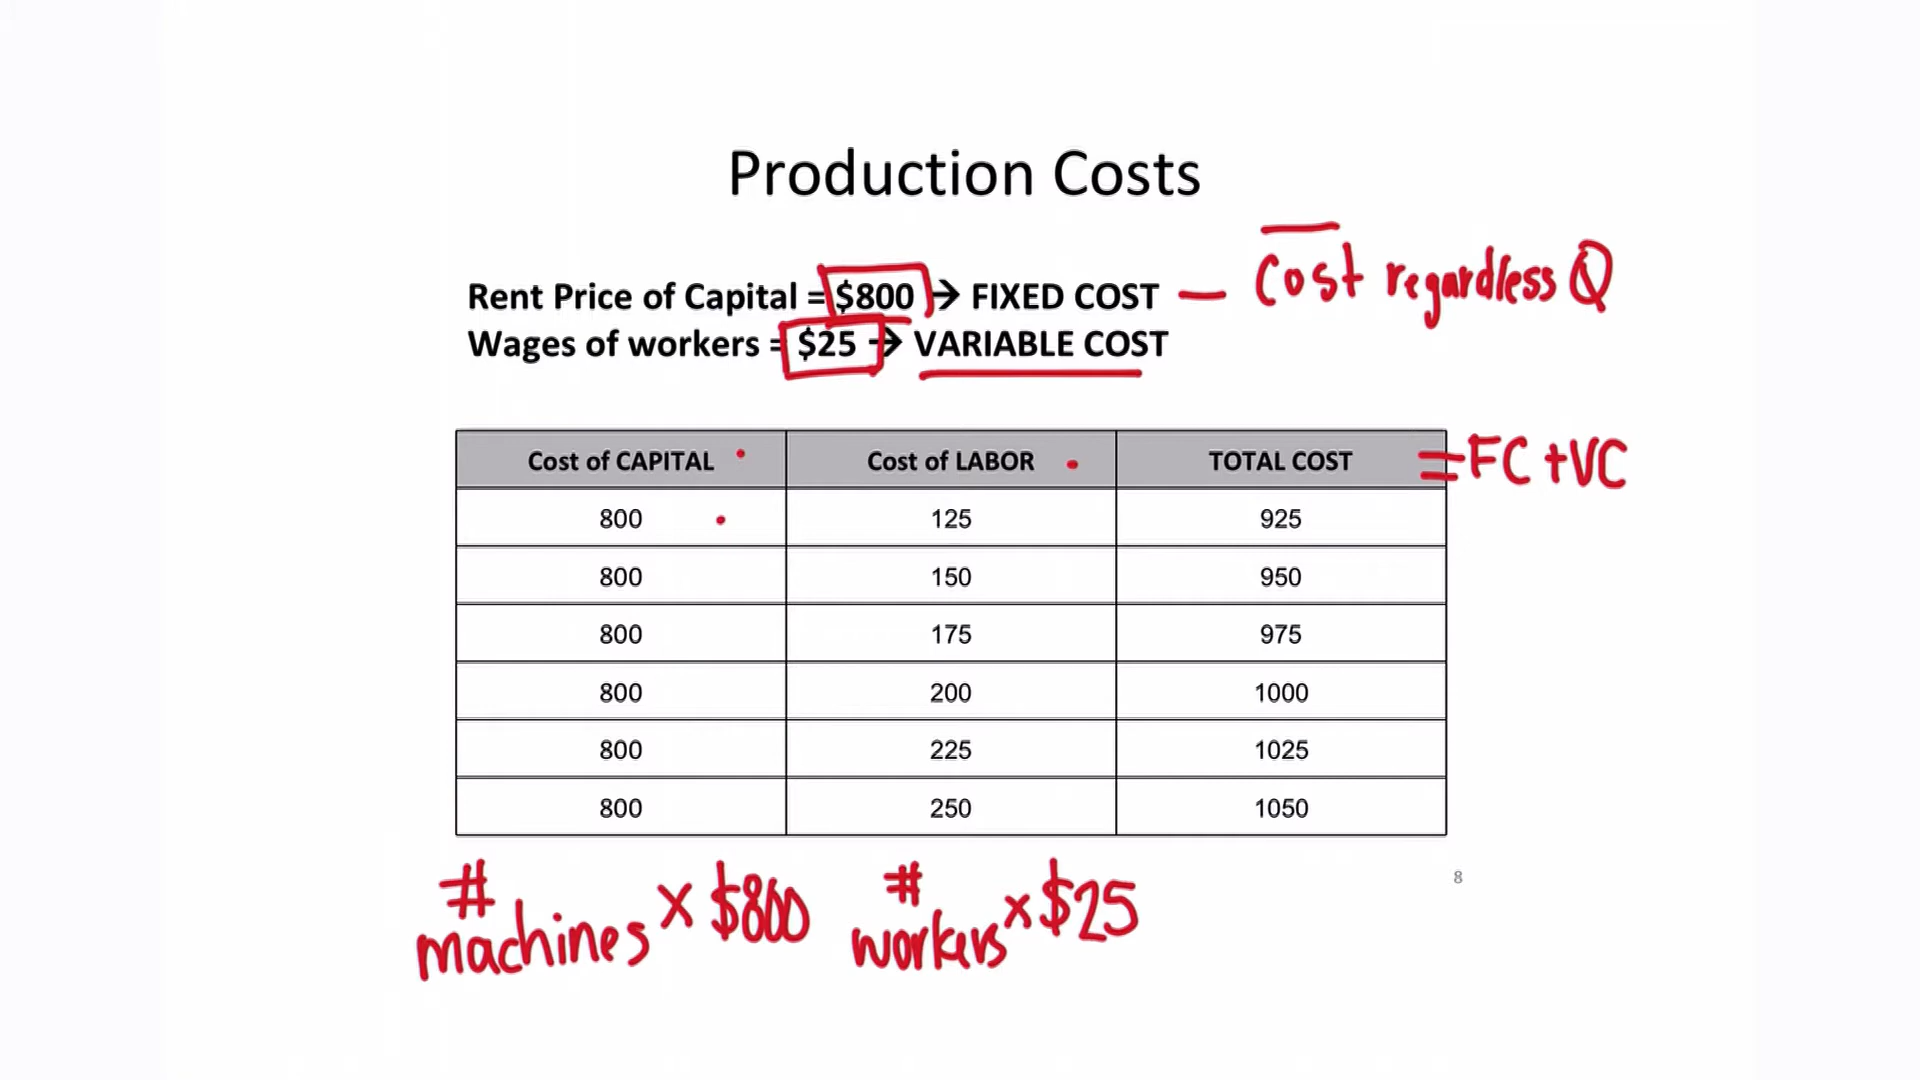 Production Costs
Rent Price of Capital = $800 → FIXED COST — Cost regardless Q
Wages of workers = $25 → VARIABLE COST
Cost of CAPITAL Cost of LABOR TOTAL COST = FC + VC
800 125 925
800 150 950
800 175 975
800 200 1000
800 225 1025
800 250 1050
8
# machines x $800 # workers x $25